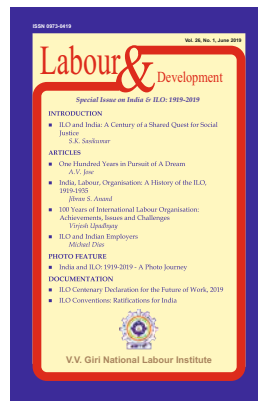 ISSN 0973-0419
Vol. 26, No. 1, June 2019
Labour & Development
Special Issue on India & ILO: 1919-2019
INTRODUCTION
ILO and India: A Century of a Shared Quest for Social
Justice
S.K. Sasikumar
ARTICLES
One Hundred Years in Pursuit of A Dream
A.V. Jose
India, Labour, Organisation: A History of the ILO,
1919-1935
Jibran S. Anand
100 Years of International Labour Organisation:
Achievements, Issues and Challenges
Virjesh Upadhyay
ILO and Indian Employers
Michael Dias
PHOTO FEATURE
India and ILO: 1919-2019 - A Photo Journey
DOCUMENTATION
ILO Centenary Declaration for the Future of Work, 2019
ILO Conventions: Ratifications for India
V.V. Giri National Labour Institute